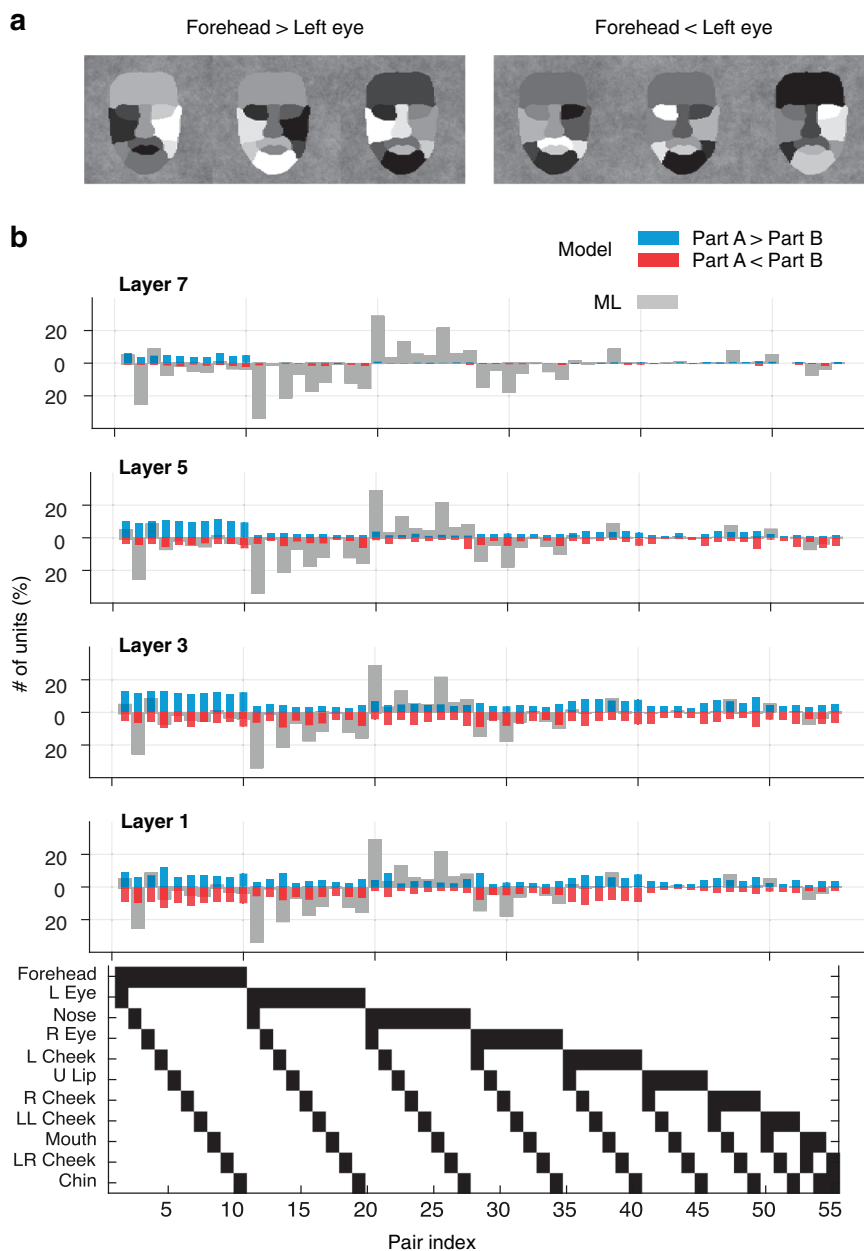 a
Forehead > Left eye
Forehead < Left eye
b
Model
Part A > Part B
Part A < Part B
ML
Layer 7
20
0
20
Layer 5
20
0
20
Layer 3
20
0
20
Layer 1
20
0
20
# of units (%)
Forehead
L Eye
Nose
R Eye
L Cheek
U Lip
R Cheek
LL Cheek
Mouth
LR Cheek
Chin
5 10 15 20 25 30 35 40 45 50 55
Pair index